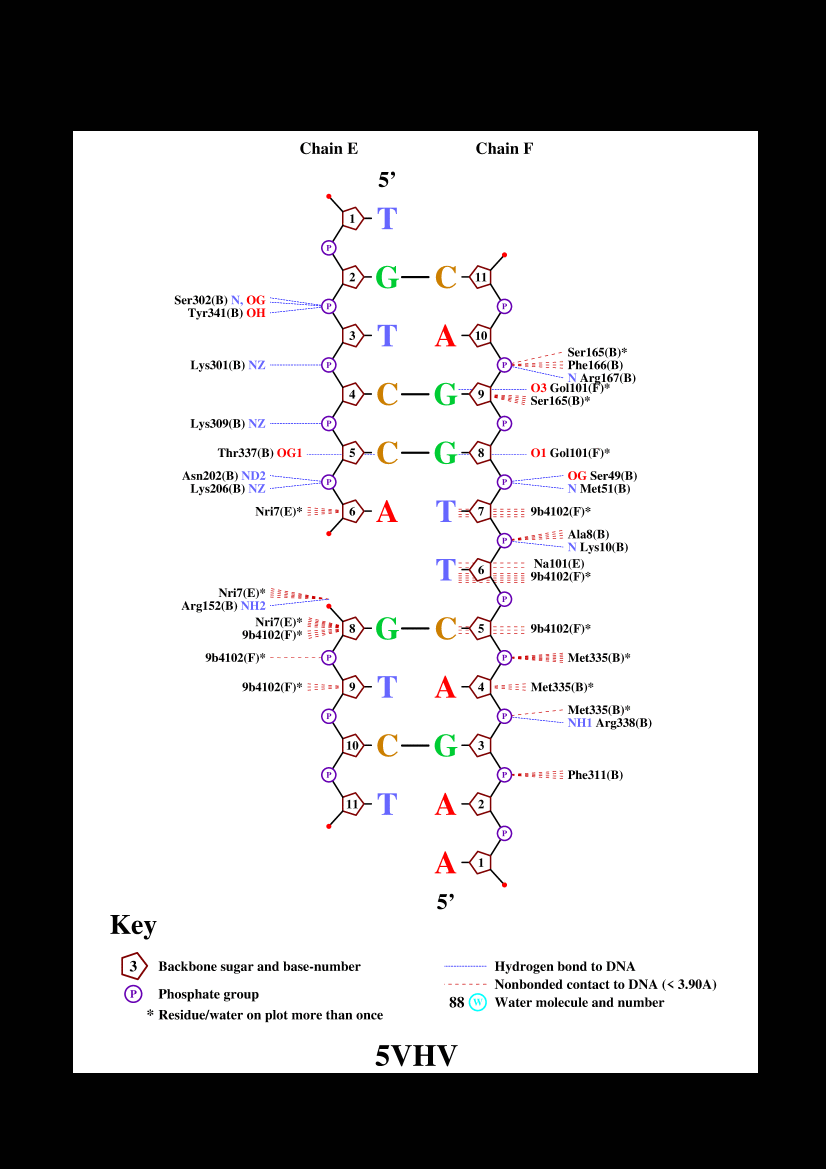 Chain E Chain F
5’
1 T
P
2 G C 11
Ser302(B) N, OG P P
Tyr341(B) OH
3 T A 10
Ser165(B)*
Lys301(B) NZ P P Phe166(B)
N Arg167(B)
O3 Gol101(F)*
4 C G 9
Ser165(B)*
Lys309(B) NZ P P
Thr337(B) OG1 5 C G 8 O1 Gol101(F)*
Asn202(B) ND2 OG Ser49(B)
P P
Lys206(B) NZ N Met51(B)
Nri7(E)* 6 A T 7 9b4102(F)*
Ala8(B)
P
N Lys10(B)
Na101(E)
T 6
9b4102(F)*
Nri7(E)*
P
Arg152(B) NH2
Nri7(E)*
8 G C 5 9b4102(F)*
9b4102(F)*
9b4102(F)* P P Met335(B)*
9b4102(F)* 9 T A 4 Met335(B)*
Met335(B)*
P P
NH1 Arg338(B)
10 C G 3
P P Phe311(B)
11 T A 2
P
A 1
5’
Key
3 Backbone sugar and base-number
P Phosphate group
* Residue/water on plot more than once
Hydrogen bond to DNA
Nonbonded contact to DNA (< 3.90A)
88 W Water molecule and number
5VHV